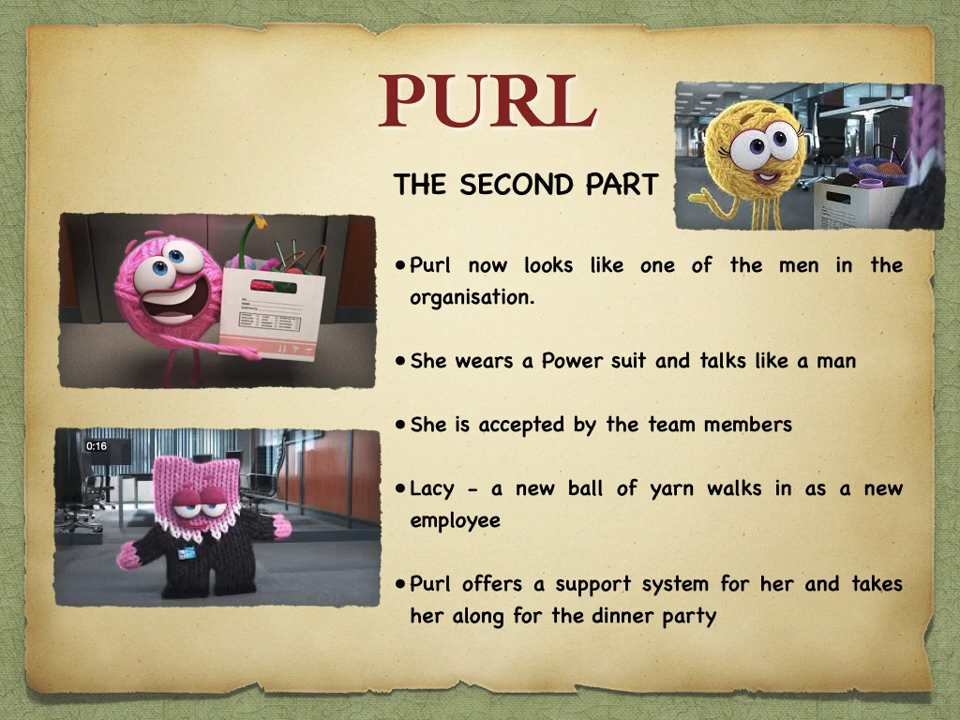 PURL
THE SECOND PART
• Purl now looks like one of the men in the
organisation.
• She wears a Power suit and talks like a man
• She is accepted by the team members
0:16
• Lacy – a new ball of yarn walks in as a new
employee
• Purl offers a support system for her and takes
her along for the dinner party